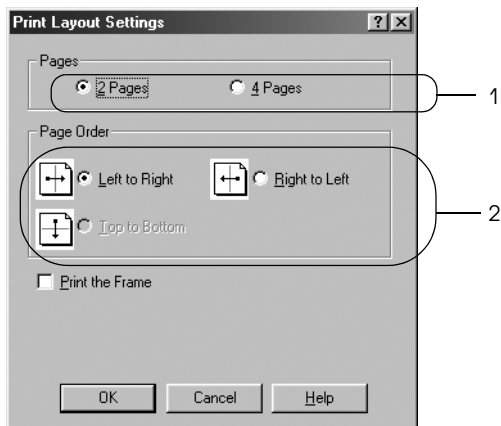 Print Layout Settings
Pages
2 Pages 4 Pages
1
Page Order
Left to Right Right to Left
2
Top to Bottom
Print the Frame
OK Cancel Help